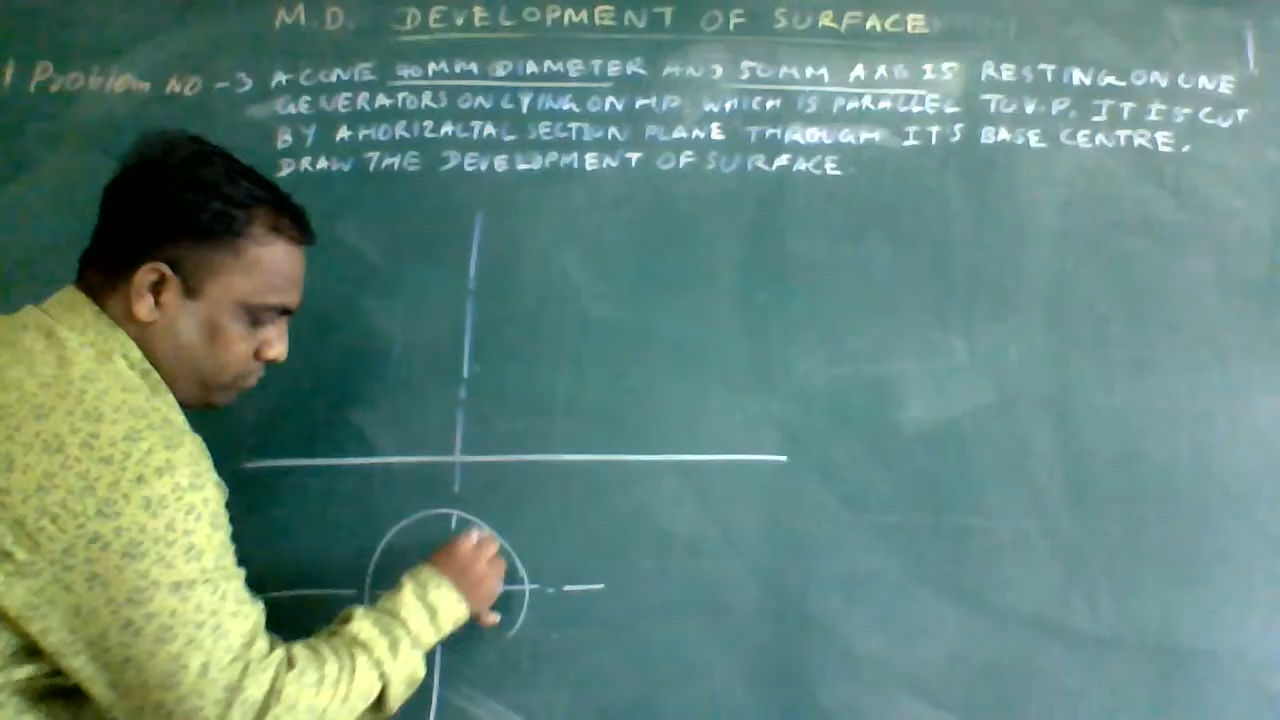 M.D. DEVELOPMENT OF SURFACE
Problem NO -3 A CONE 40MM DIAMETER AND 50MM AXIS IS RESTING ON ONE
GENERATORS ON LYING ON H.P WHICH IS PARALLEL TO V.P. IT IS CUT
BY A HORIZALTAL SECTION PLANE THROUGH ITS BASE CENTRE.
DRAW THE DEVELOPMENT OF SURFACE.